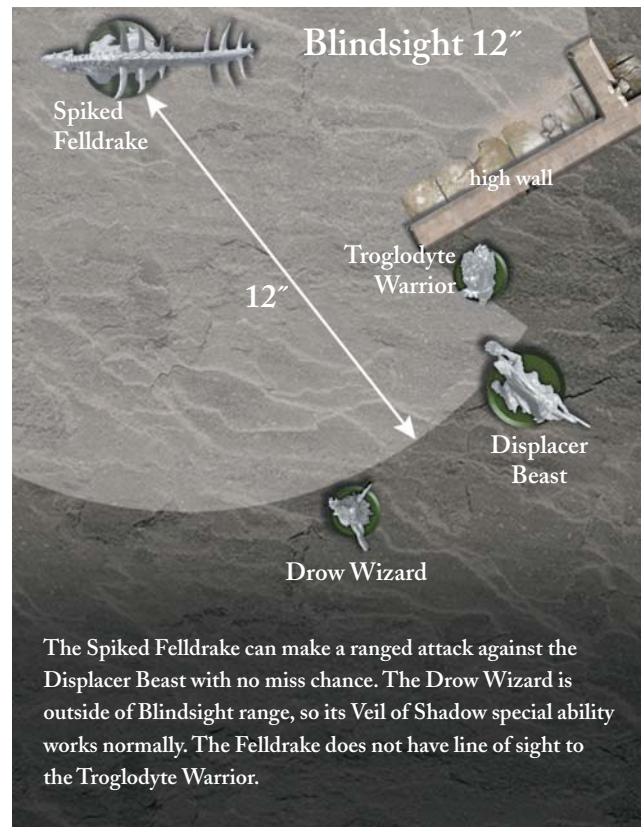 Blindsight 12˝
Spiked
Felldrake
high wall
Troglodyte
Warrior
12˝
Displacer
Beast
Drow Wizard
The Spiked Felldrake can make a ranged attack against the
Displacer Beast with no miss chance. The Drow Wizard is
outside of Blindsight range, so its Veil of Shadow special ability
works normally. The Felldrake does not have line of sight to
the Troglodyte Warrior.